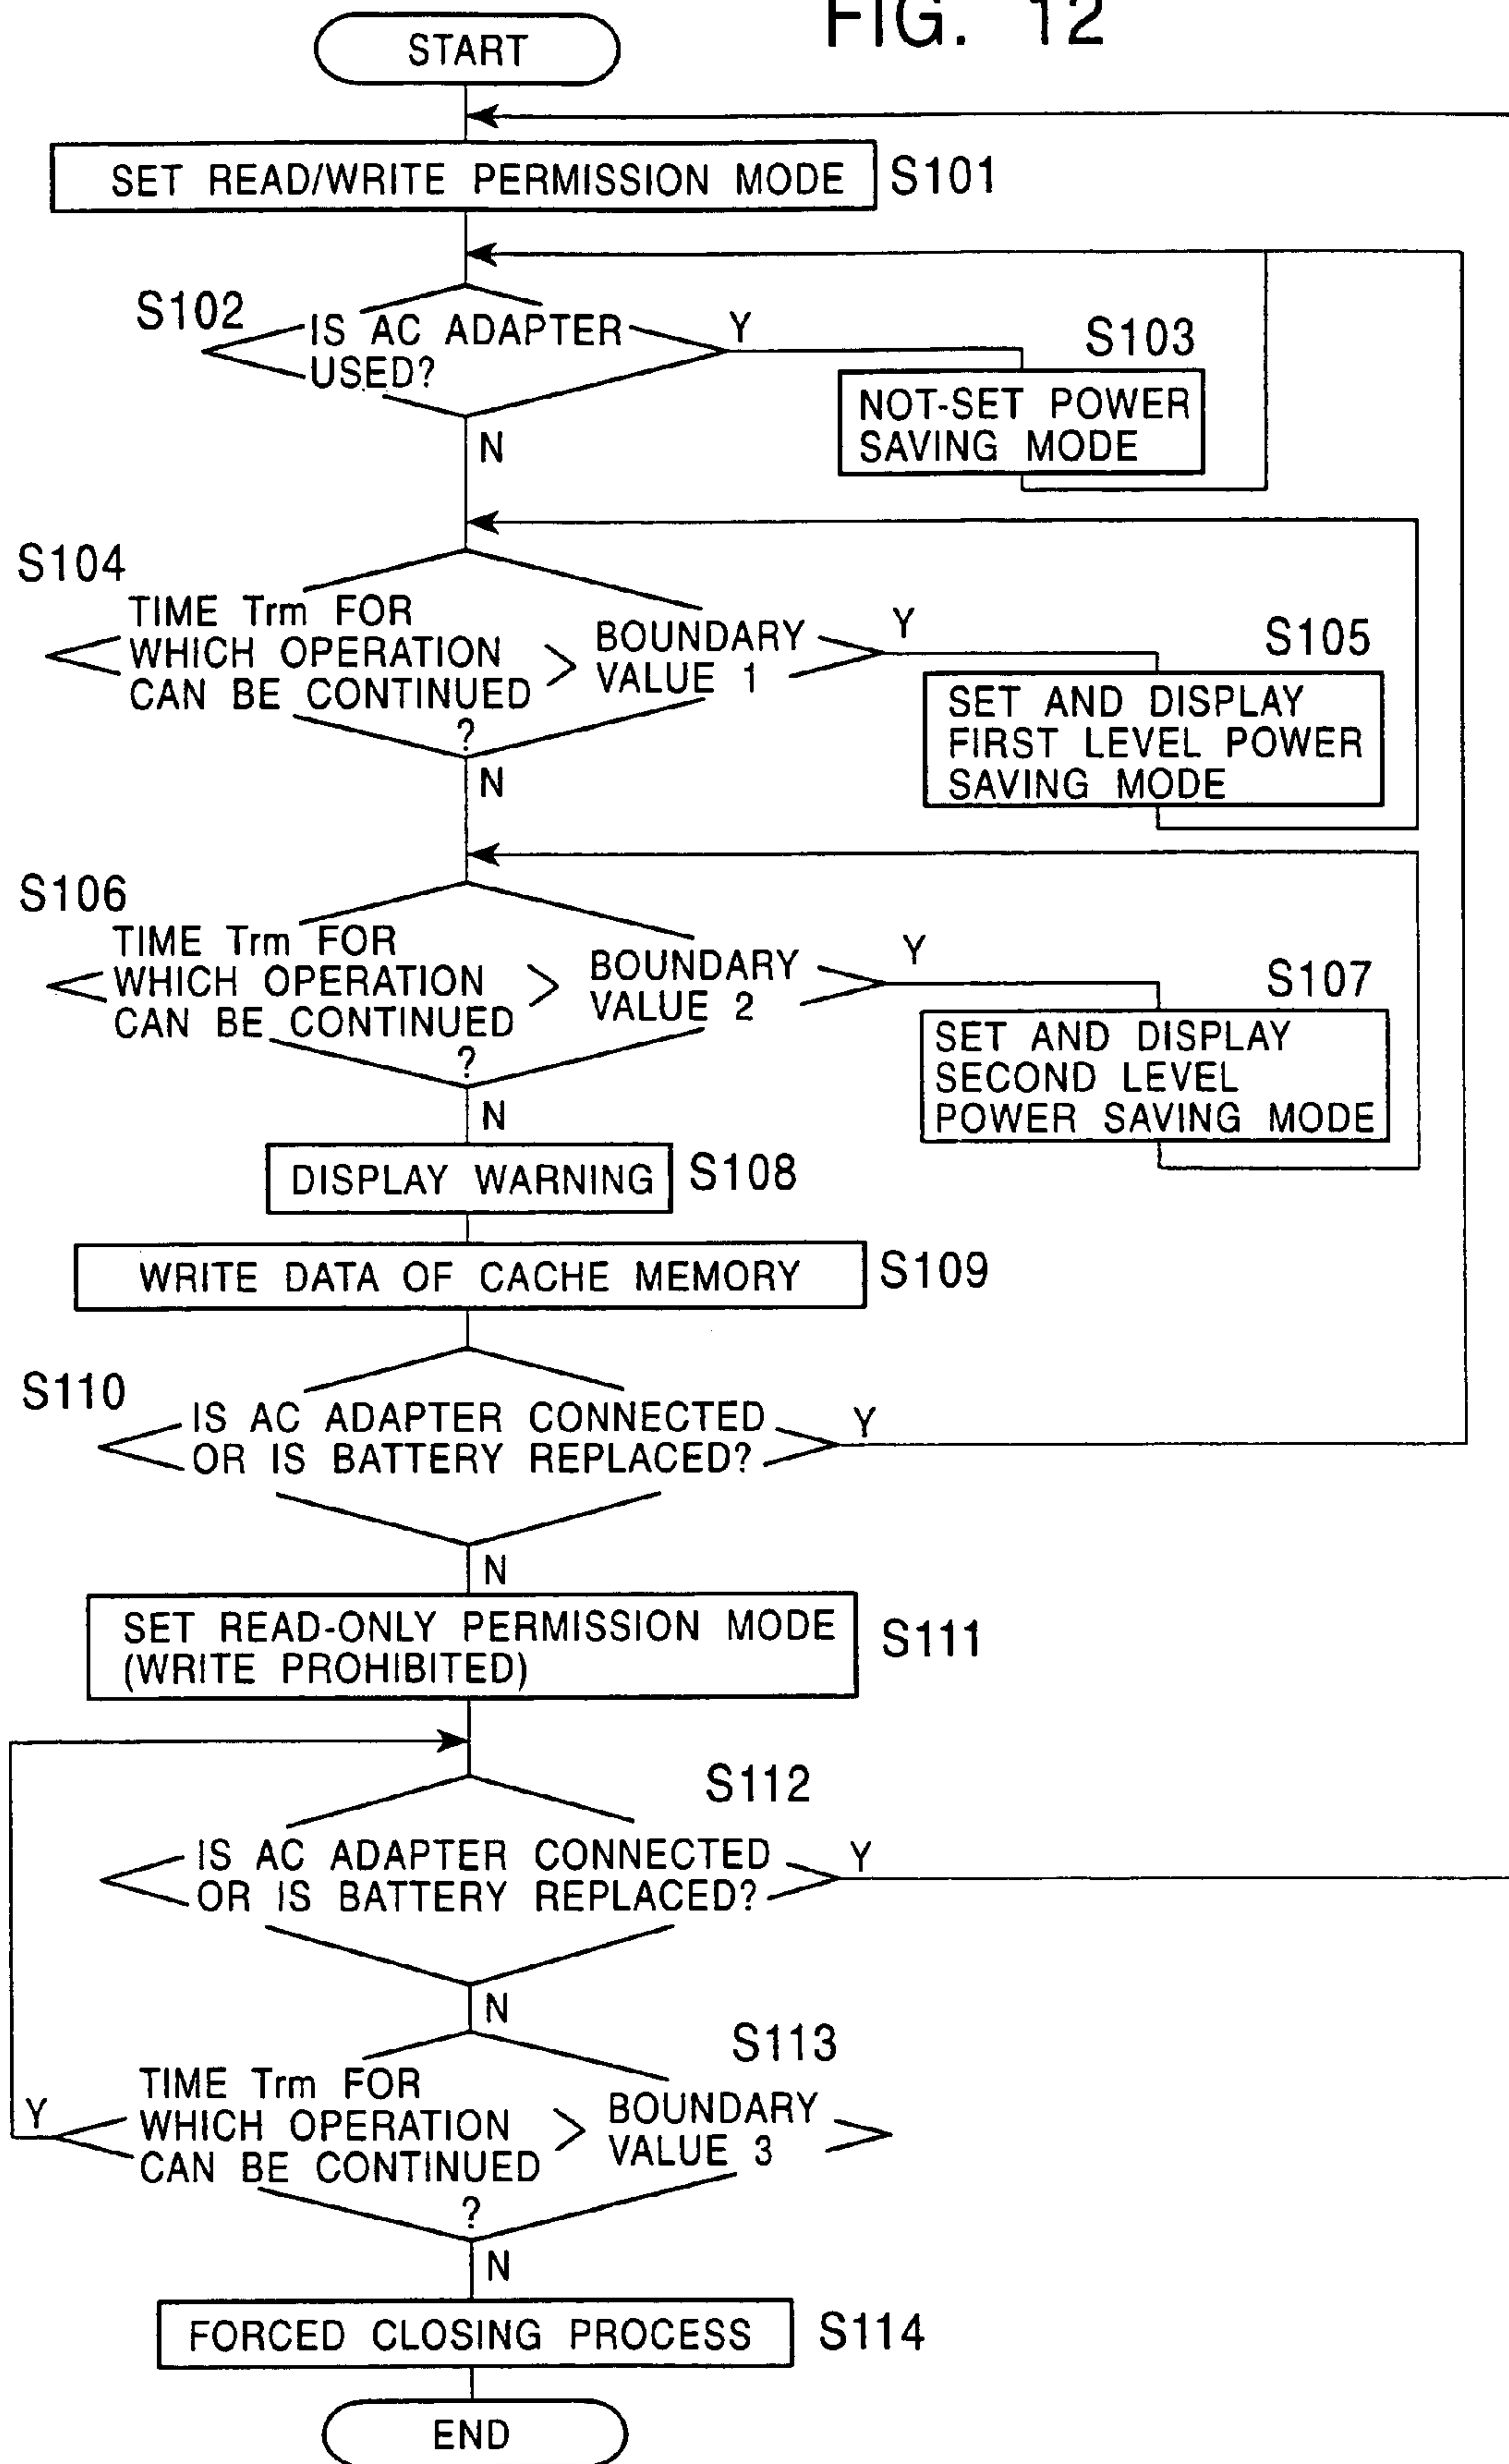 FIG. 12
START
SET READ/WRITE PERMISSION MODE
S101
S102
IS AC ADAPTER
USED?
Y
N
S103
NOT-SET POWER
SAVING MODE
S104
TIME Trm FOR
WHICH OPERATION
CAN BE CONTINUED
>
BOUNDARY
VALUE 1
?
Y
N
S105
SET AND DISPLAY
FIRST LEVEL POWER
SAVING MODE
S106
TIME Trm FOR
WHICH OPERATION
CAN BE CONTINUED
>
BOUNDARY
VALUE 2
?
Y
N
S107
SET AND DISPLAY
SECOND LEVEL
POWER SAVING MODE
DISPLAY WARNING
S108
WRITE DATA OF CACHE MEMORY
S109
S110
IS AC ADAPTER CONNECTED
OR IS BATTERY REPLACED?
Y
N
SET READ-ONLY PERMISSION MODE
(WRITE PROHIBITED)
S111
S112
IS AC ADAPTER CONNECTED
OR IS BATTERY REPLACED?
Y
N
S113
TIME Trm FOR
WHICH OPERATION
CAN BE CONTINUED
>
BOUNDARY
VALUE 3
?
Y
N
FORCED CLOSING PROCESS
S114
END